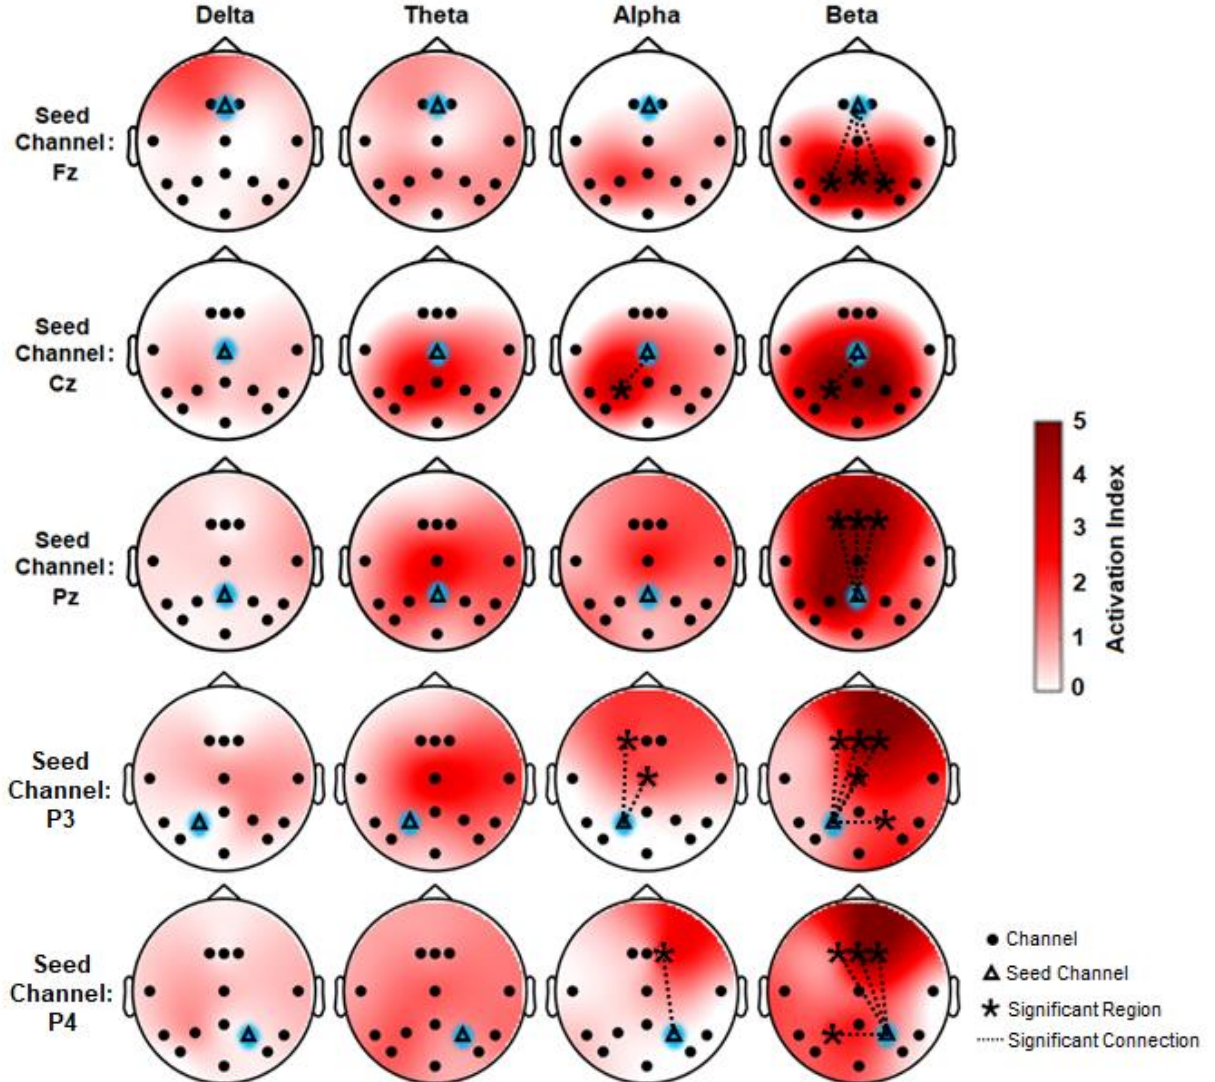 Delta Theta Alpha Beta
Seed
Channel:
Fz
Seed
Channel:
Cz
Seed
Channel:
Pz
Seed
Channel:
P3
Seed
Channel:
P4
5
4
3
2
1
0
Activation Index
Channel
Seed Channel
Significant Region
Significant Connection